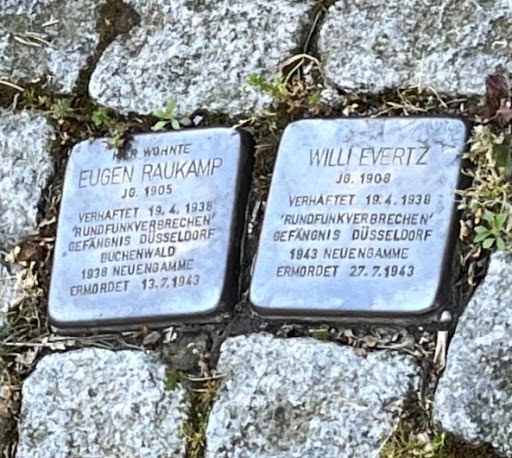 HIER WOHNTE
EUGEN RAUKAMP
JG. 1905
VERHAFTET 19.4.1938
'RUNDFUNKVERBRECHEN'
GEFÄNGNIS DÜSSELDORF
BUCHENWALD
1938 NEUENGAMME
ERMORDET 13.7.1943
WILLI EVERTZ
JG. 1908
VERHAFTET 19.4.1938
'RUNDFUNKVERBRECHEN'
GEFÄNGNIS DÜSSELDORF
1943 NEUENGAMME
ERMORDET 27.7.1943